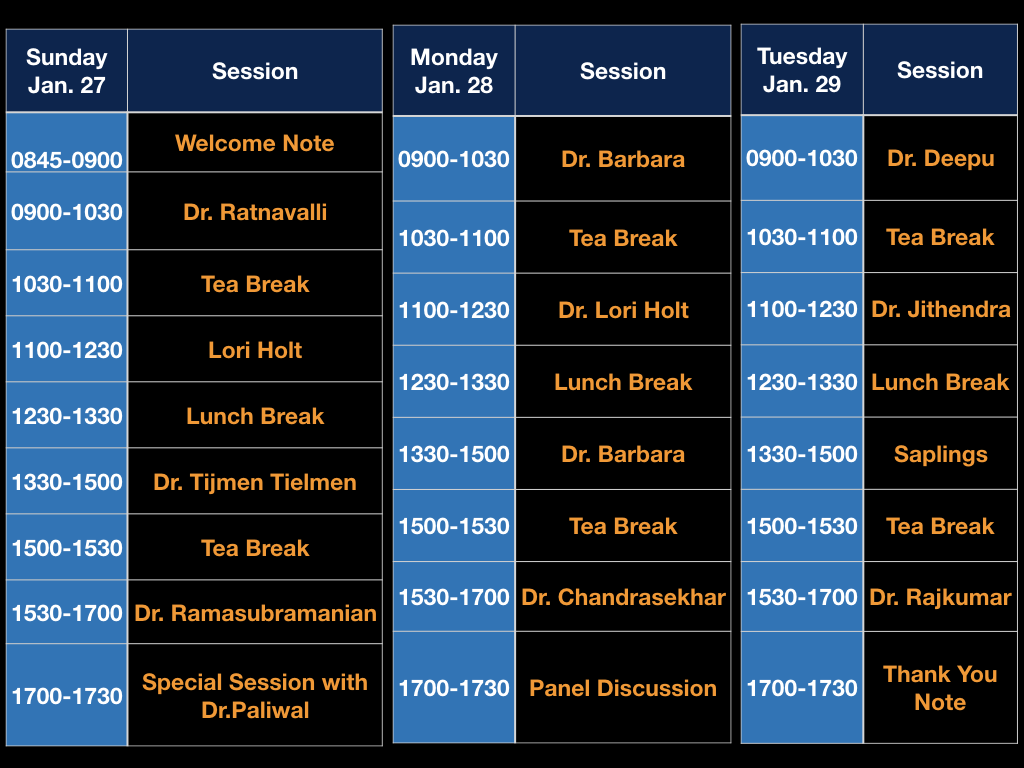 Sunday
Jan. 27
Session
0845-0900
Welcome Note
0900-1030
Dr. Ratnavalli
1030-1100
Tea Break
1100-1230
Lori Holt
1230-1330
Lunch Break
1330-1500
Dr. Tijmen Tielmen
1500-1530
Tea Break
1530-1700
Dr. Ramasubramanian
1700-1730
Special Session with
Dr.Paliwal
Monday
Jan. 28
Session
0900-1030
Dr. Barbara
1030-1100
Tea Break
1100-1230
Dr. Lori Holt
1230-1330
Lunch Break
1330-1500
Dr. Barbara
1500-1530
Tea Break
1530-1700
Dr. Chandrasekhar
1700-1730
Panel Discussion
Tuesday
Jan. 29
Session
0900-1030
Dr. Deepu
1030-1100
Tea Break
1100-1230
Dr. Jithendra
1230-1330
Lunch Break
1330-1500
Saplings
1500-1530
Tea Break
1530-1700
Dr. Rajkumar
1700-1730
Thank You
Note